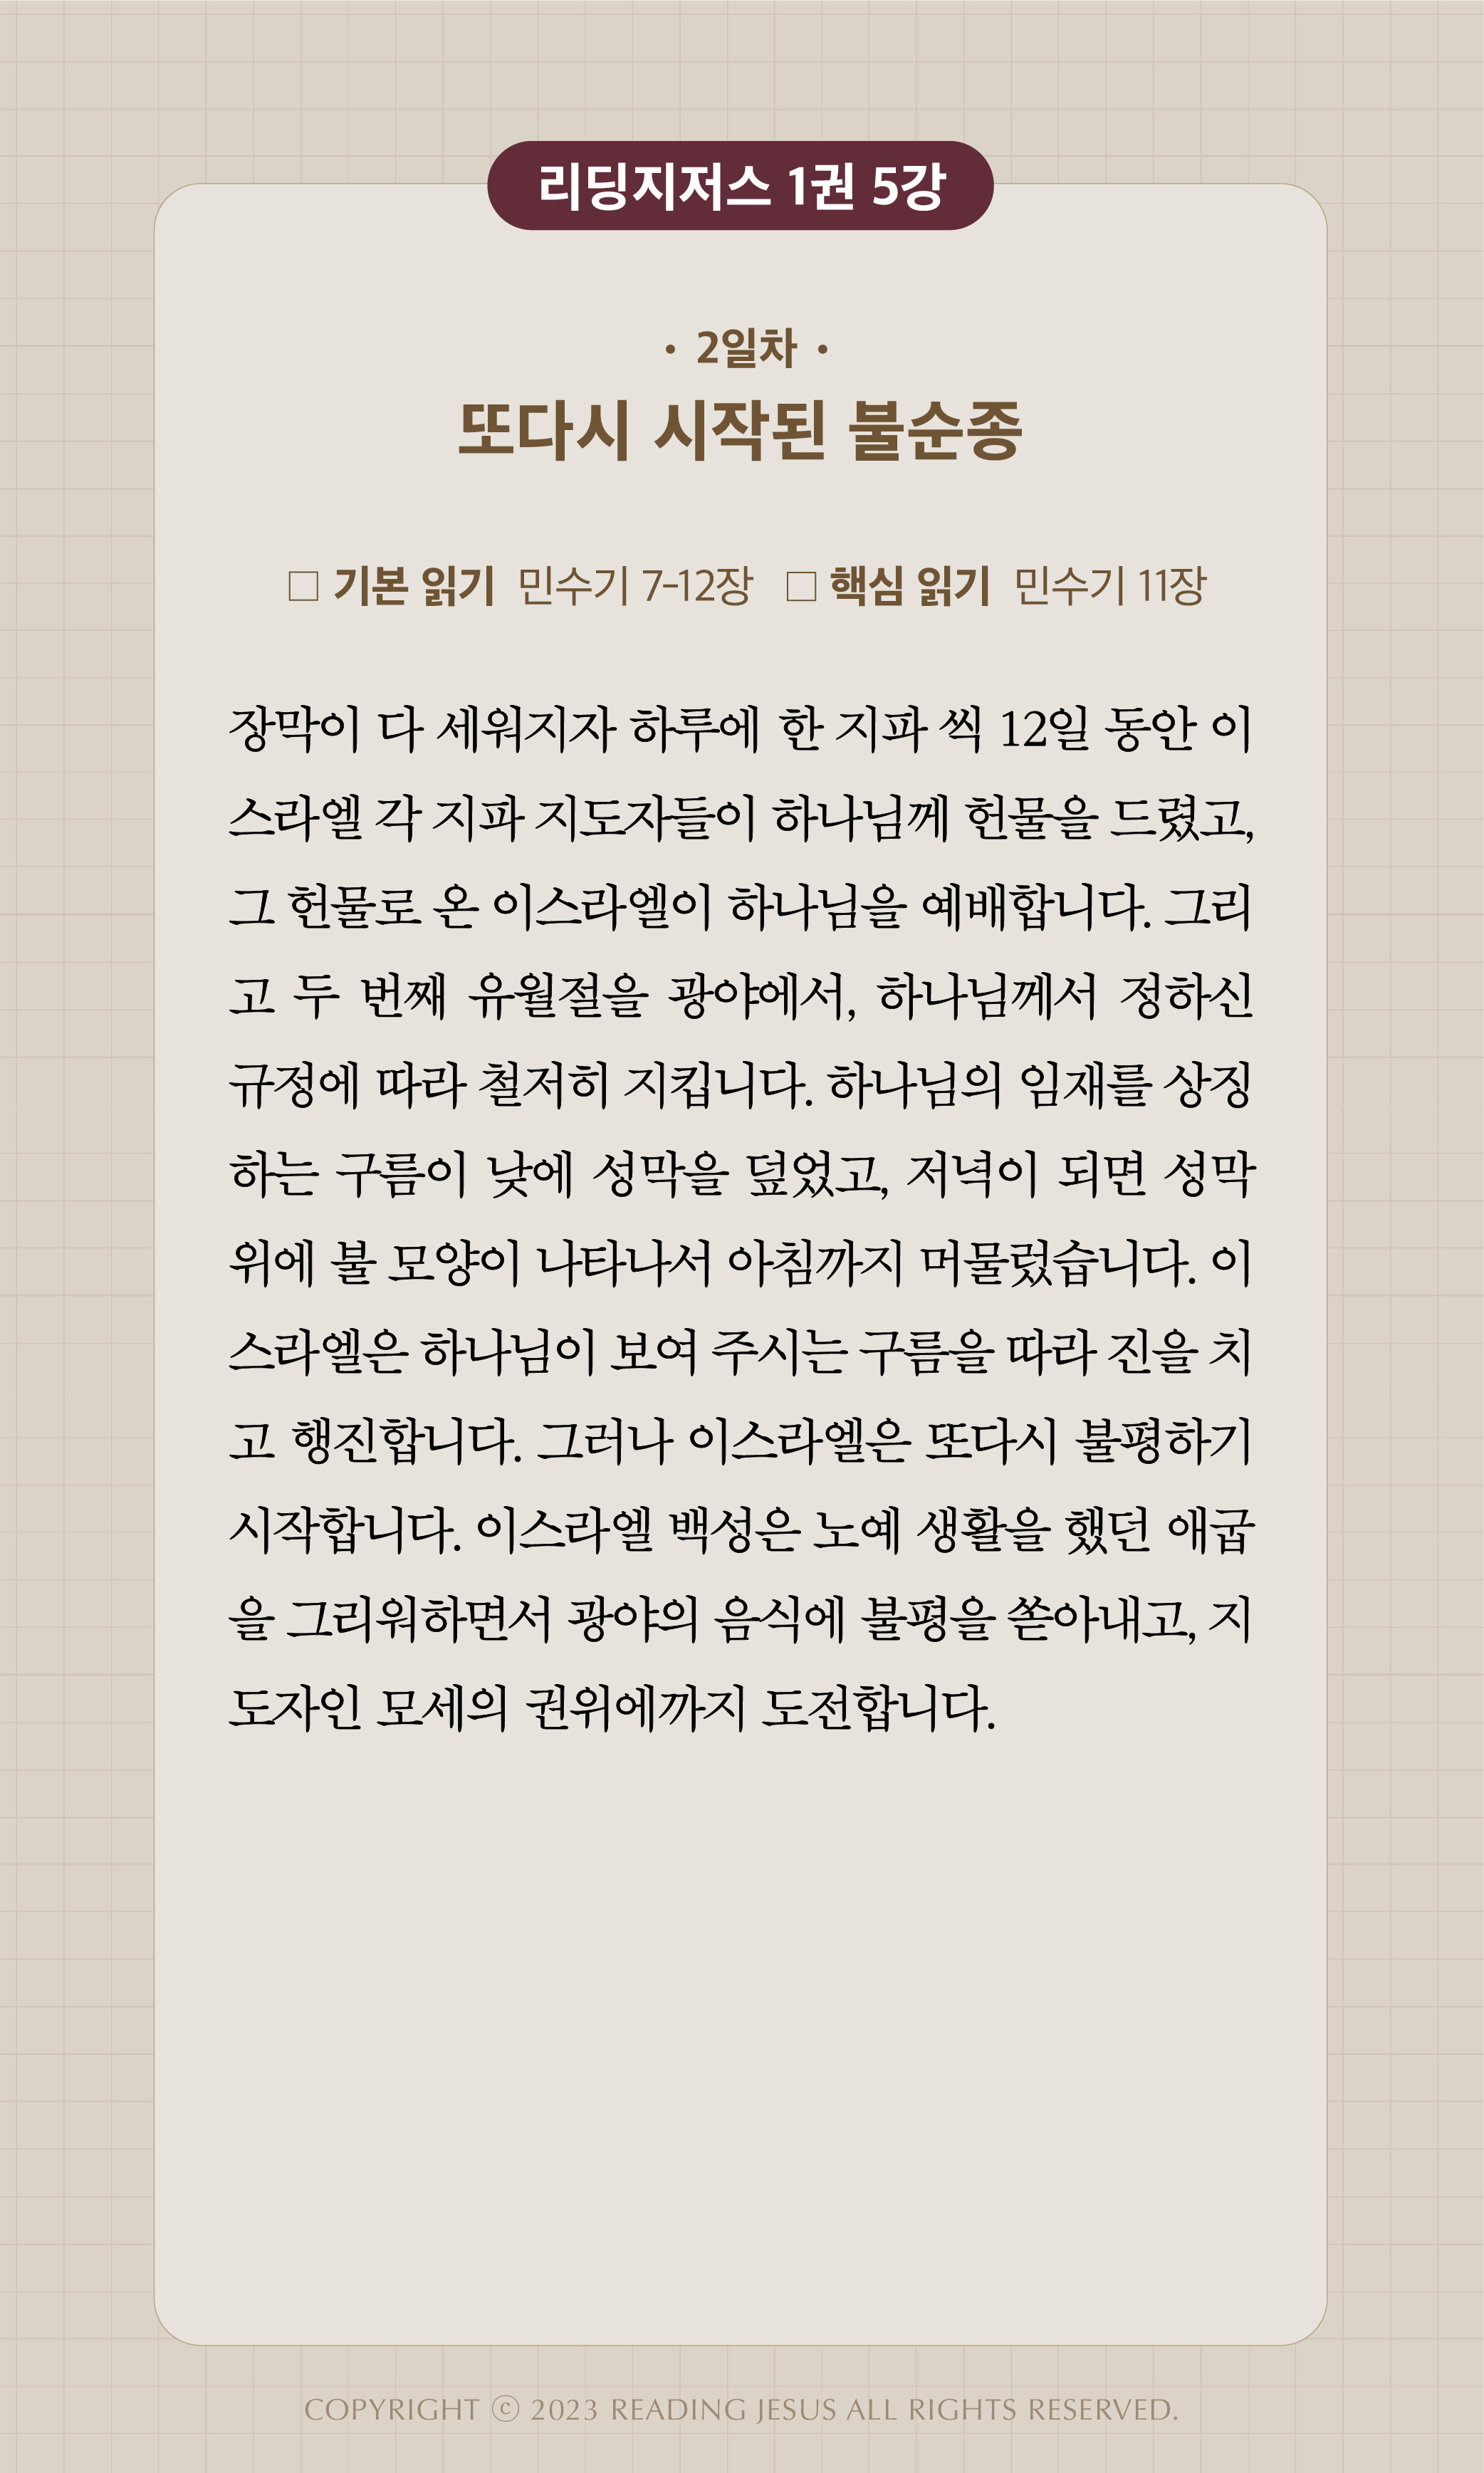 리딩지저스 1권 5강
· 2일차 ·
또다시 시작된 불순종
□ 기본 읽기 민수기 7-12장 □ 핵심 읽기 민수기 11장
장막이 다 세워지자 하루에 한 지파 씩 12일 동안 이
스라엘 각 지파 지도자들이 하나님께 헌물을 드렸고,
그 헌물로 온 이스라엘이 하나님을 예배합니다. 그리
고 두 번째 유월절을 광야에서, 하나님께서 정하신
규정에 따라 철저히 지킵니다. 하나님의 임재를 상징
하는 구름이 낮에 성막을 덮었고, 저녁이 되면 성막
위에 불 모양이 나타나서 아침까지 머물렀습니다. 이
스라엘은 하나님이 보여 주시는 구름을 따라 진을 치
고 행진합니다. 그러나 이스라엘은 또다시 불평하기
시작합니다. 이스라엘 백성은 노예 생활을 했던 애굽
을 그리워하면서 광야의 음식에 불평을 쏟아내고, 지
도자인 모세의 권위에까지 도전합니다.
COPYRIGHT ⓒ 2023 READING JESUS ALL RIGHTS RESERVED.